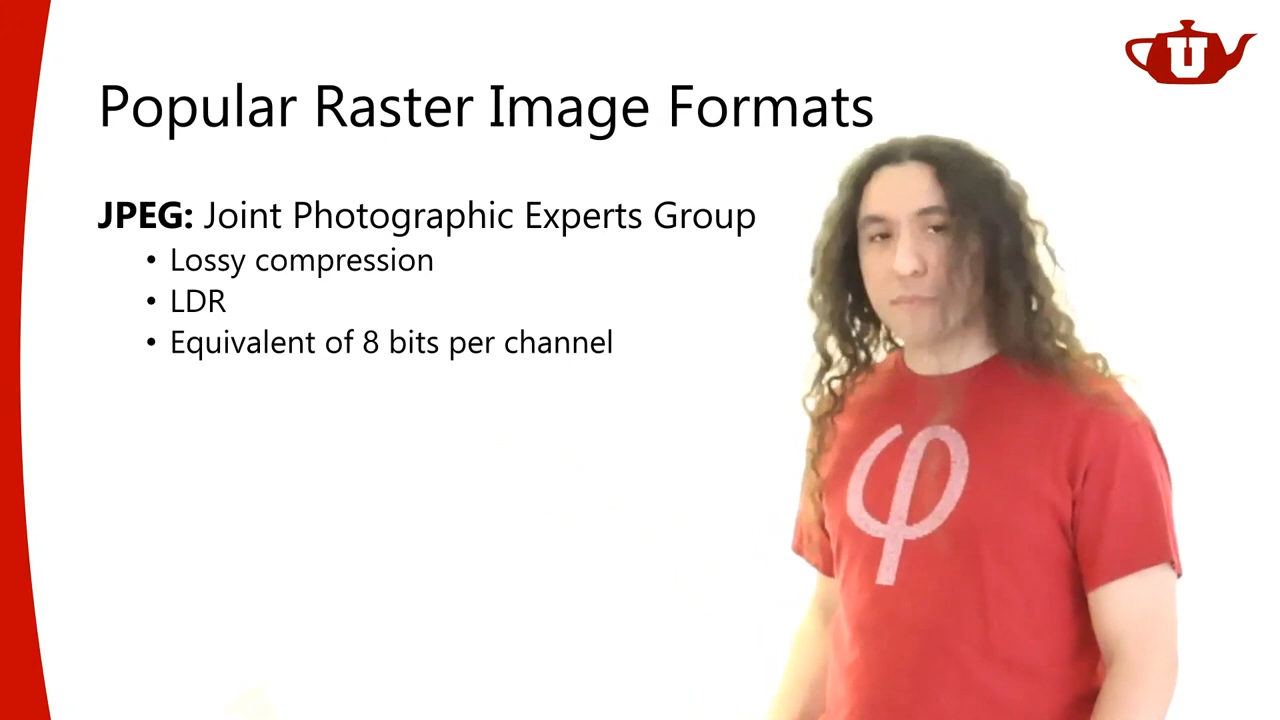 U
Popular Raster Image Formats
JPEG: Joint Photographic Experts Group
• Lossy compression
• LDR
• Equivalent of 8 bits per channel
φ